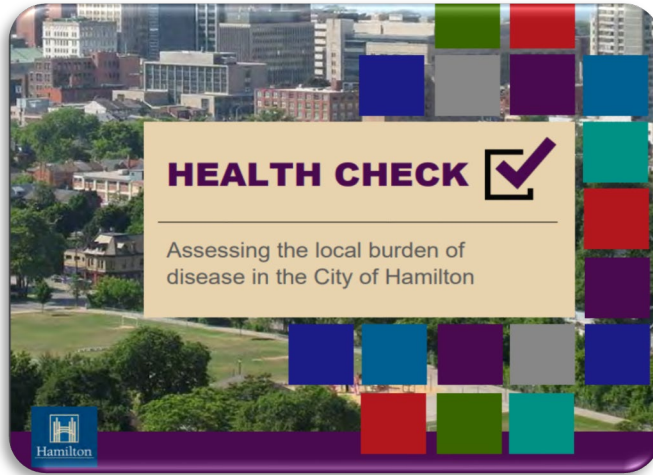 HEALTH CHECK
Assessing the local burden of
disease in the City of Hamilton
Hamilton